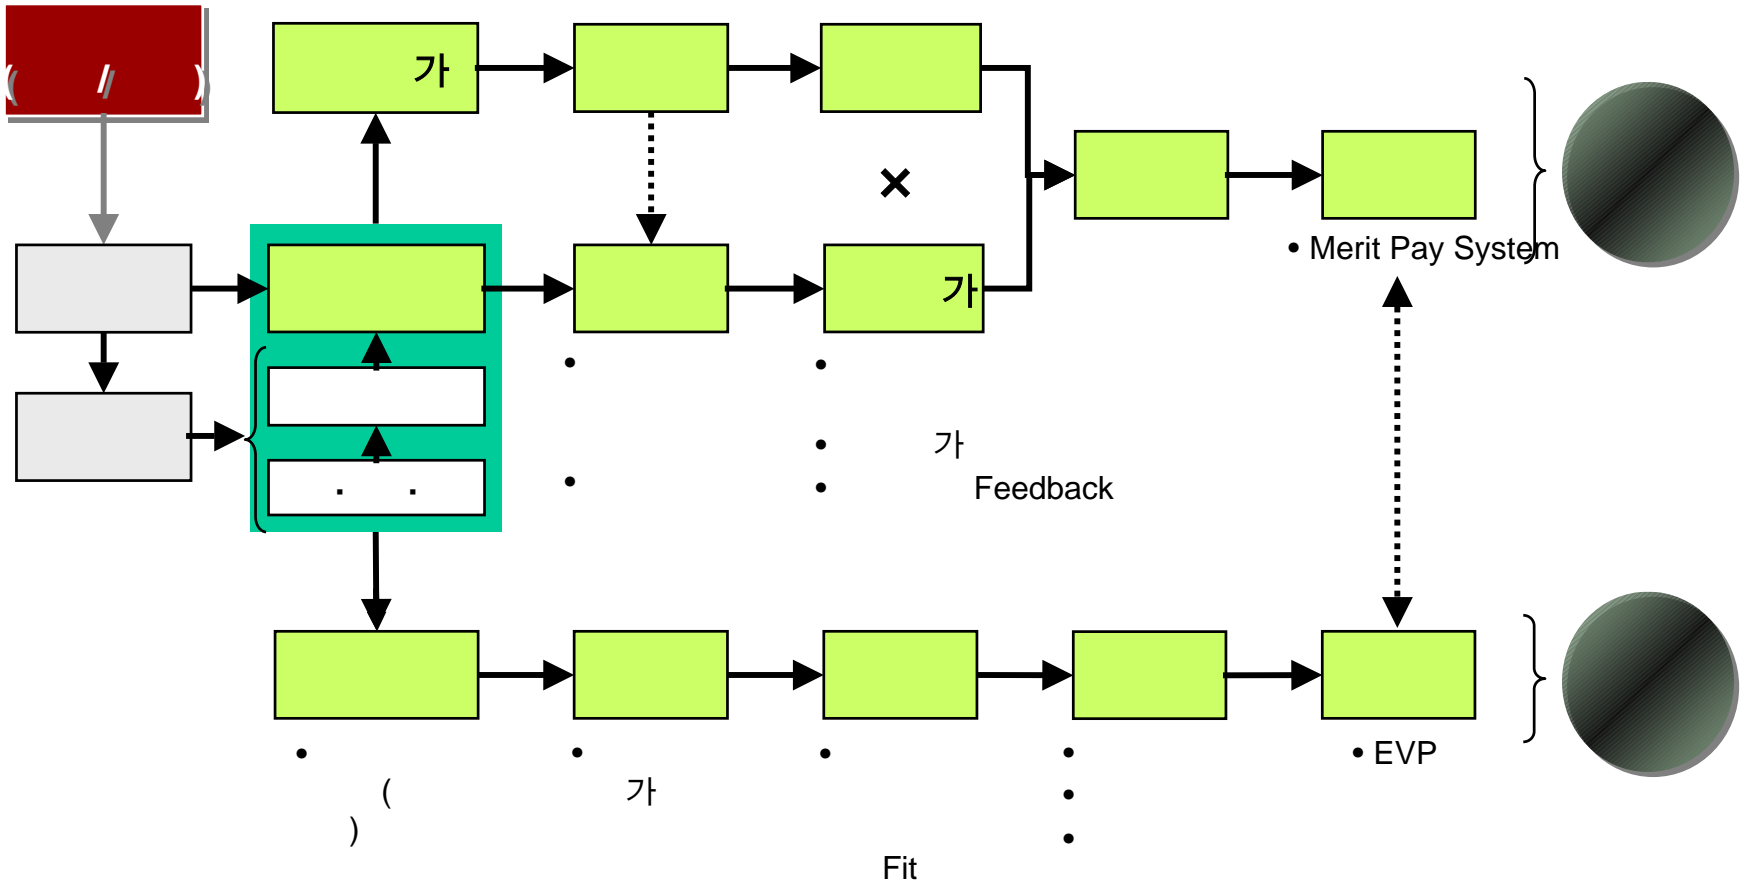 ( / )
가
×
• Merit Pay System
가
•
•
• 가
· ·
•
• Feedback
•
•
•
•
• EVP
(
가
•
)
•
Fit